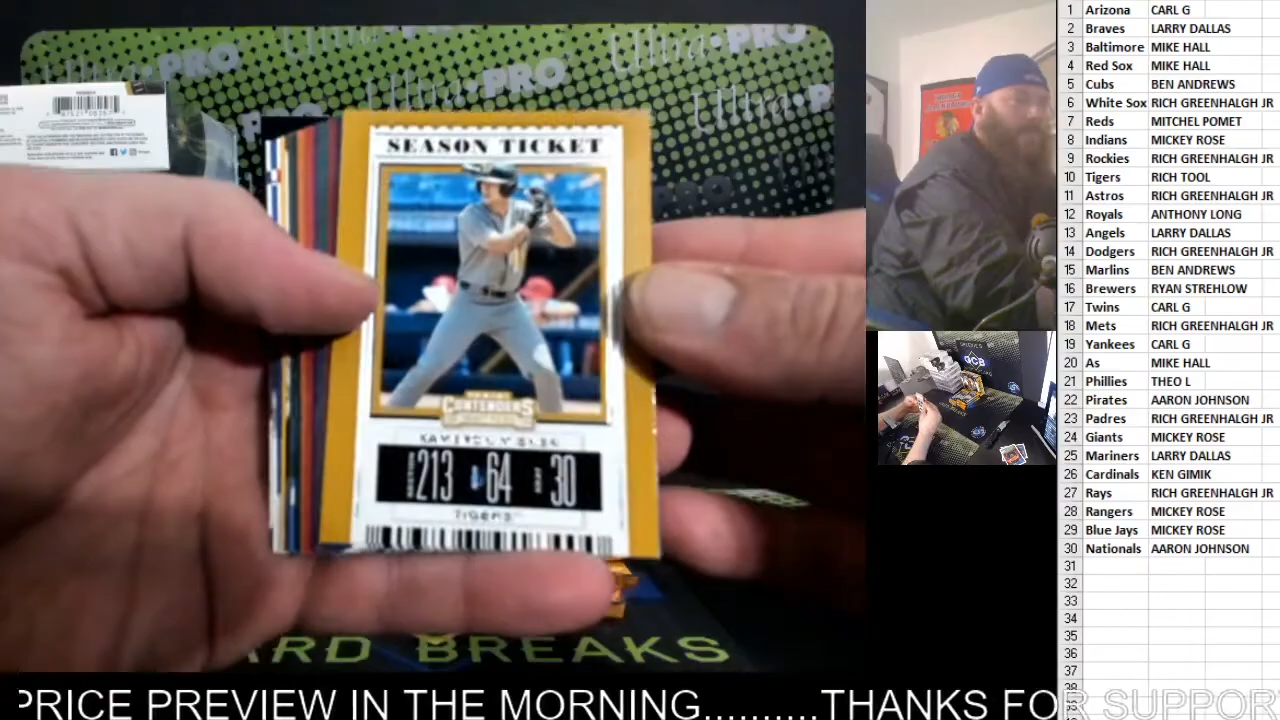 Ultra•PRO
SEASON TICKET
CONTENDERS
213 64 30
TIGERS
ARD BREAKS
GCB
PRICE PREVIEW IN THE MORNING..........THANKS FOR SUPPOR
1 Arizona CARL G
2 Braves LARRY DALLAS
3 Baltimore MIKE HALL
4 Red Sox MIKE HALL
5 Cubs BEN ANDREWS
6 White Sox RICH GREENHALGH JR
7 Reds MITCHEL POMET
8 Indians MICKEY ROSE
9 Rockies RICH GREENHALGH JR
10 Tigers RICH TOOL
11 Astros RICH GREENHALGH JR
12 Royals ANTHONY LONG
13 Angels LARRY DALLAS
14 Dodgers RICH GREENHALGH JR
15 Marlins BEN ANDREWS
16 Brewers RYAN STREHLOW
17 Twins CARL G
18 Mets RICH GREENHALGH JR
19 Yankees CARL G
20 As MIKE HALL
21 Phillies THEO L
22 Pirates AARON JOHNSON
23 Padres RICH GREENHALGH JR
24 Giants MICKEY ROSE
25 Mariners LARRY DALLAS
26 Cardinals KEN GIMIK
27 Rays RICH GREENHALGH JR
28 Rangers MICKEY ROSE
29 Blue Jays MICKEY ROSE
30 Nationals AARON JOHNSON
31
32
33
34
35
36
37
38